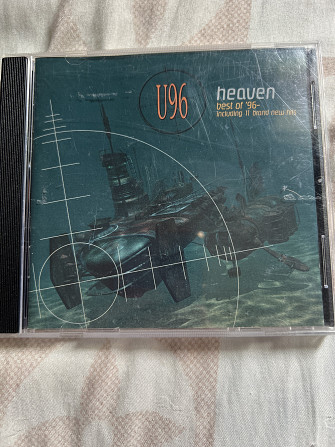 U96
heaven
best of '96-
including 11 brand new hits